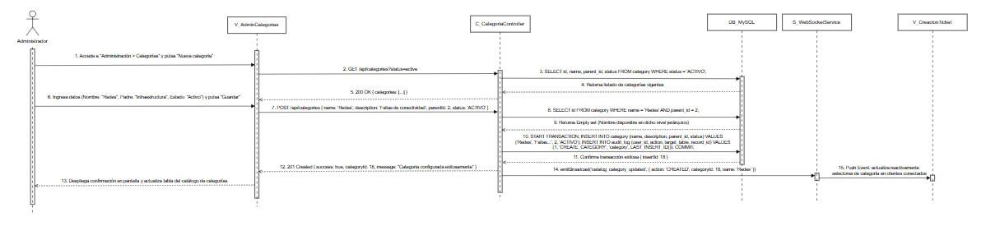 V_AdminCategorias
C_CategoriaController
DB_MySQL
S_WebSocketService
V_CreacionTicket
Administrador
1. Accede a "Administración > Categorías" y pulsa "Nueva categoría"
2. GET /api/categories?status=active
3. SELECT id, name, parent_id, status FROM category WHERE status = 'ACTIVO';
4. Retorna listado de categorías vigentes
5. 200 OK { categories: [...] }
6. Ingresa datos (Nombre: "Redes", Padre: "Infraestructura", Estado: "Activo") y pulsa "Guardar"
7. POST /api/categories { name: 'Redes', description: 'Fallas de conectividad', parentId: 2, status: 'ACTIVO' }
8. SELECT id FROM category WHERE name = 'Redes' AND parent_id = 2;
9. Retorna Empty set (Nombre disponible en dicho nivel jerárquico)
10. START TRANSACTION; INSERT INTO category (name, description, parent_id, status) VALUES
('Redes', 'Fallas...', 2, 'ACTIVO'); INSERT INTO audit_log (user_id, action, target_table, record_id) VALUES
(1, 'CREATE_CATEGORY', 'category', LAST_INSERT_ID()); COMMIT;
11. Confirma transacción exitosa { insertId: 18 }
12. 201 Created { success: true, categoryId: 18, message: "Categoría configurada exitosamente" }
13. Despliega confirmación en pantalla y actualiza tabla del catálogo de categorías
14. emitBroadcast('catalog_category_updated', { action: 'CREATED', categoryId: 18, name: 'Redes' })
15. Push Event: actualiza reactivamente
selectores de categoría en clientes conectados